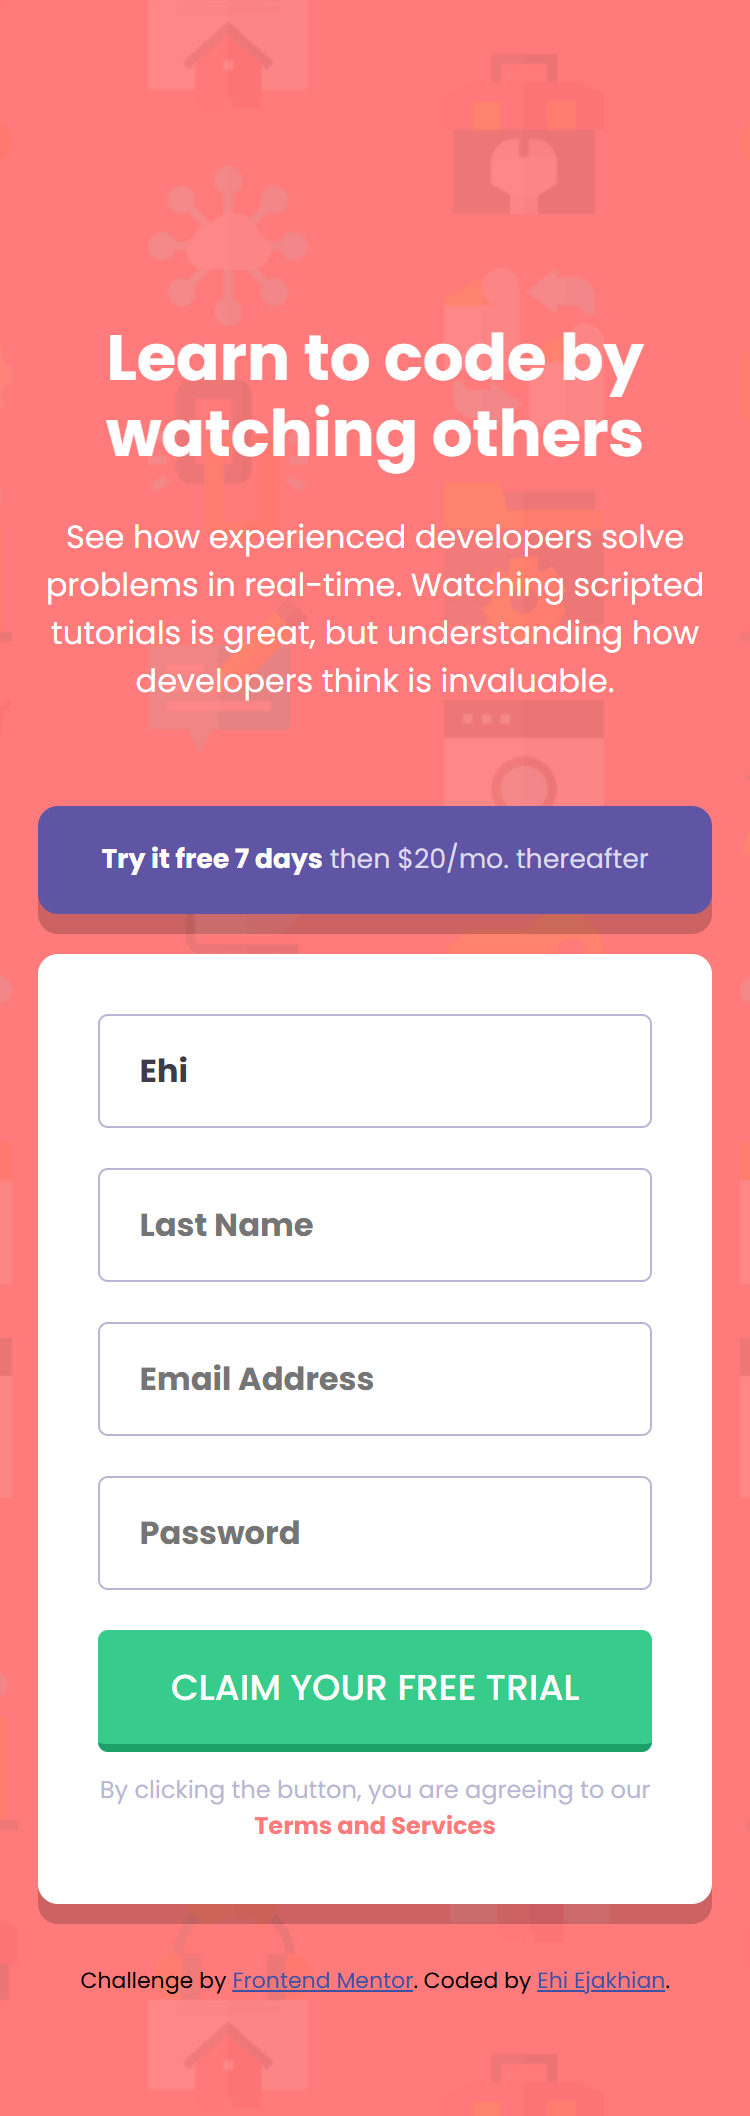 Learn to code by
watching others
See how experienced developers solve
problems in real-time. Watching scripted
tutorials is great, but understanding how
developers think is invaluable.
Try it free 7 days then $20/mo. thereafter
Ehi
Last Name
Email Address
Password
CLAIM YOUR FREE TRIAL
By clicking the button, you are agreeing to our
Terms and Services
Challenge by Frontend Mentor. Coded by Ehi Ejakhian.